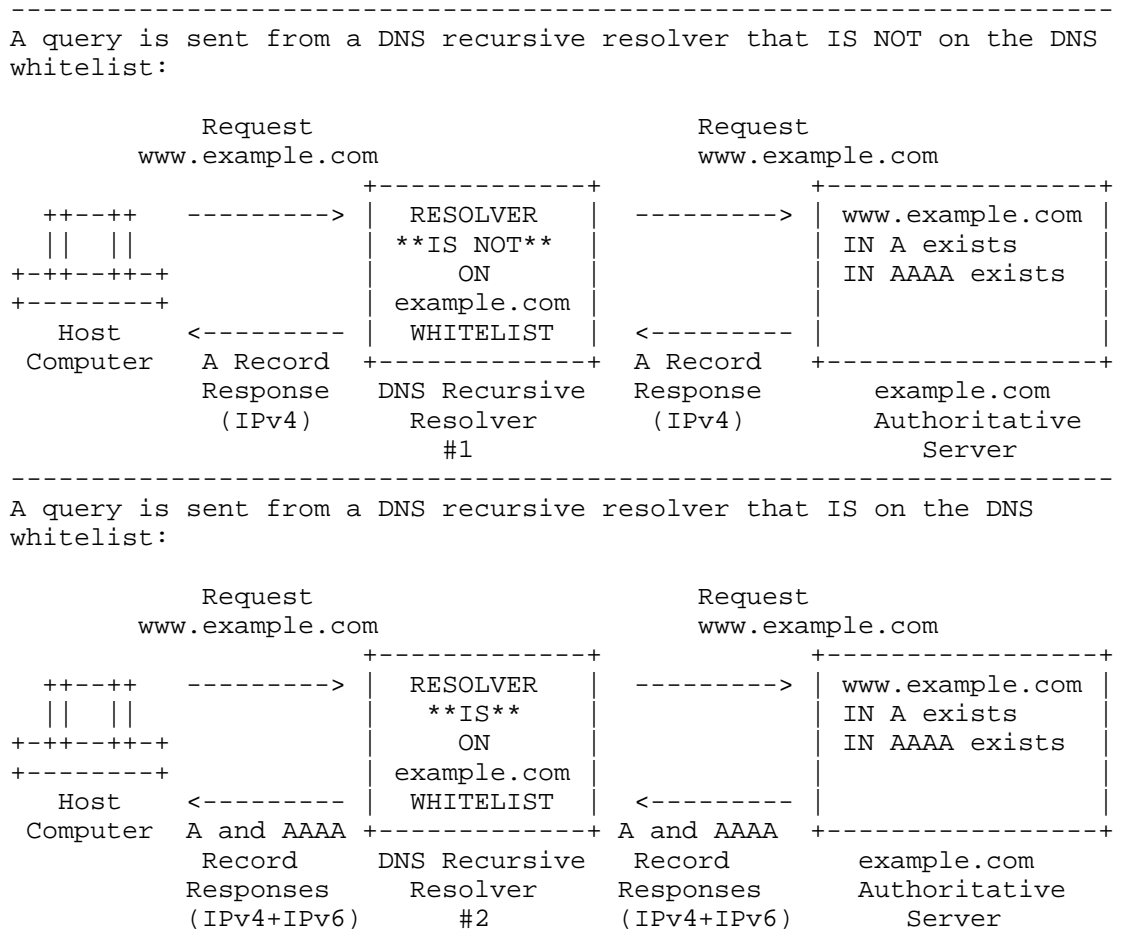 ---------------------------------------------------------------------
A query is sent from a DNS recursive resolver that IS NOT on the DNS
whitelist:

            Request                        Request
        www.example.com                    www.example.com
                      +-------------+             +-----------------+
  ++--++   ---------> |  RESOLVER   |  ---------> | www.example.com |
  ||  ||              | **IS NOT**  |             | IN A exists     |
+-++--++-+            |     ON      |             | IN AAAA exists  |
+--------+            | example.com |             |                 |
   Host    <--------- |  WHITELIST  |  <--------- |                 |
 Computer   A Record  +-------------+  A Record   +-----------------+
            Response   DNS Recursive   Response       example.com
             (IPv4)      Resolver       (IPv4)        Authoritative
                           #1                            Server
---------------------------------------------------------------------
A query is sent from a DNS recursive resolver that IS on the DNS
whitelist:

            Request                        Request
        www.example.com                    www.example.com
                      +-------------+             +-----------------+
  ++--++   ---------> |  RESOLVER   |  ---------> | www.example.com |
  ||  ||              |   **IS**    |             | IN A exists     |
+-++--++-+            |     ON      |             | IN AAAA exists  |
+--------+            | example.com |             |                 |
   Host    <--------- |  WHITELIST  |  <--------- |                 |
 Computer  A and AAAA +-------------+ A and AAAA  +-----------------+
            Record     DNS Recursive   Record        example.com
           Responses     Resolver     Responses      Authoritative
           (IPv4+IPv6)      #2        (IPv4+IPv6)       Server